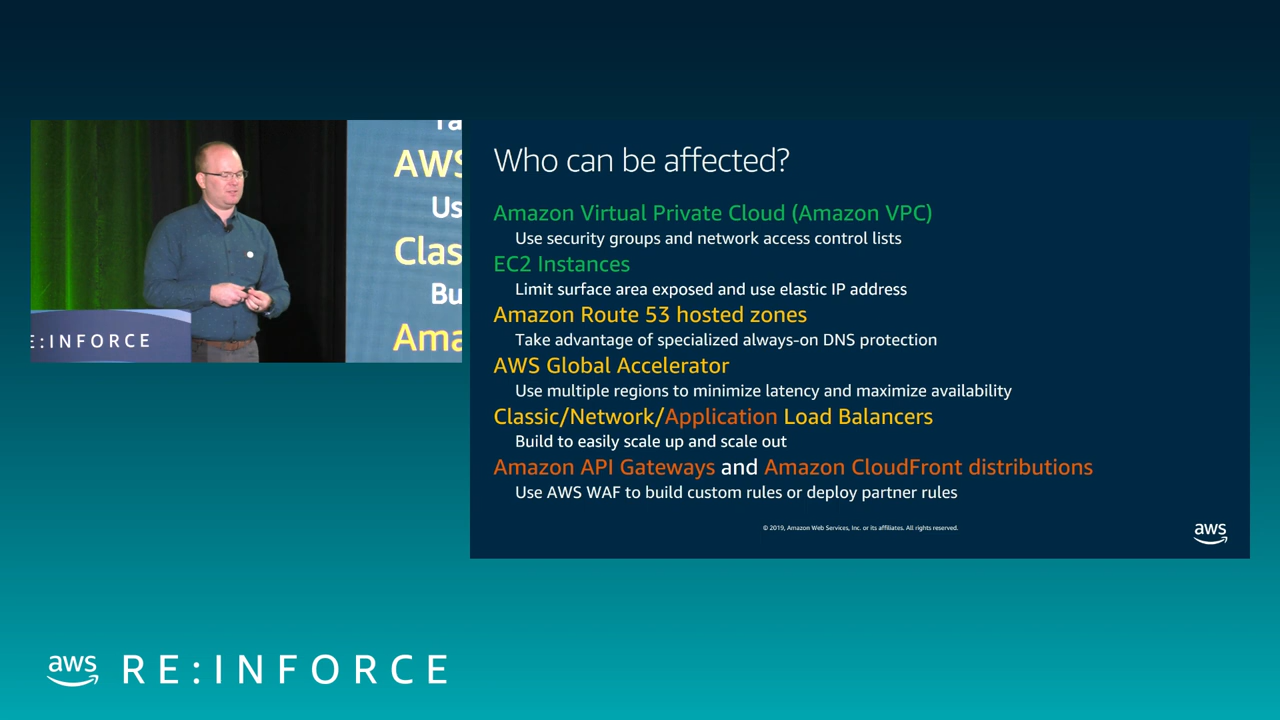 Ta
AWS
Us
Clas
Bu
Ama
E:INFORCE
Who can be affected?
Amazon Virtual Private Cloud (Amazon VPC)
Use security groups and network access control lists
EC2 Instances
Limit surface area exposed and use elastic IP address
Amazon Route 53 hosted zones
Take advantage of specialized always-on DNS protection
AWS Global Accelerator
Use multiple regions to minimize latency and maximize availability
Classic/Network/Application Load Balancers
Build to easily scale up and scale out
Amazon API Gateways and Amazon CloudFront distributions
Use AWS WAF to build custom rules or deploy partner rules
© 2019, Amazon Web Services, Inc. or its affiliates. All rights reserved.
aws
aws RE:INFORCE